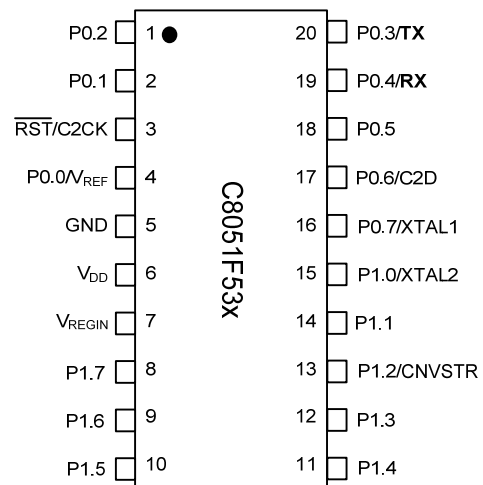 P0.2 1 20 P0.3/TX
P0.1 2 19 P0.4/RX
RST/C2CK 3 18 P0.5
P0.0/VREF 4 17 P0.6/C2D
GND 5 16 P0.7/XTAL1
VDD 6 15 P1.0/XTAL2
VREGIN 7 14 P1.1
P1.7 8 13 P1.2/CNVSTR
P1.6 9 12 P1.3
P1.5 10 11 P1.4
C8051F53x